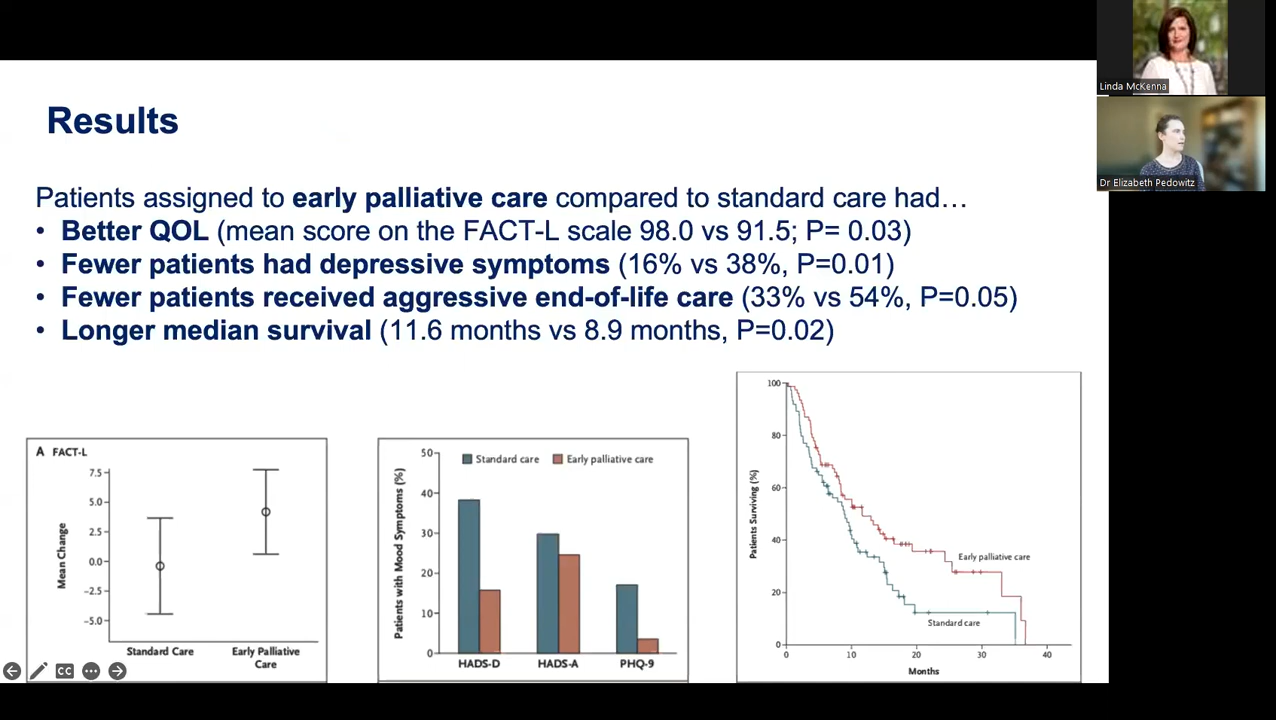 Linda McKenna
Dr Elizabeth Pedowitz
Results
Patients assigned to early palliative care compared to standard care had…
• Better QOL (mean score on the FACT-L scale 98.0 vs 91.5; P= 0.03)
• Fewer patients had depressive symptoms (16% vs 38%, P=0.01)
• Fewer patients received aggressive end-of-life care (33% vs 54%, P=0.05)
• Longer median survival (11.6 months vs 8.9 months, P=0.02)
A FACT-L
7.5
5.0
2.5
0.0
−2.5
−5.0
Mean Change
Standard Care
Early Palliative Care
50
40
30
20
10
0
Patients with Mood Symptoms (%)
Standard care
Early palliative care
HADS-D
HADS-A
PHQ-9
100
80
60
40
20
0
Patients Surviving (%)
Early palliative care
Standard care
0
10
20
30
40
Months
CC